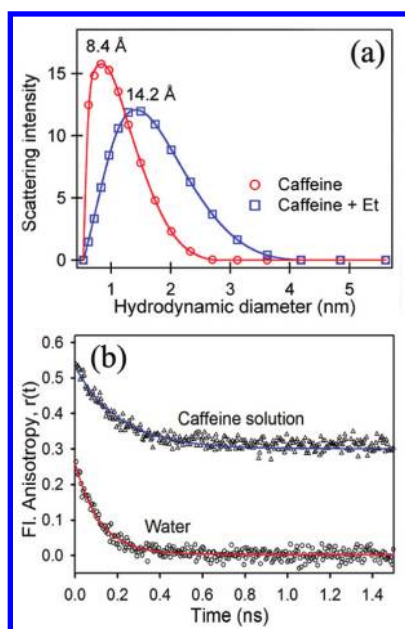 (a)
8.4 Å
14.2 Å
Scattering intensity
15
10
5
0
Caffeine
Caffeine + Et
1 2 3 4 5
Hydrodynamic diameter (nm)
(b)
Fl. Anisotropy, r(t)
0.6
0.5
0.4
0.3
0.2
0.1
0.0
Caffeine solution
Water
0.0 0.2 0.4 0.6 0.8 1.0 1.2 1.4
Time (ns)